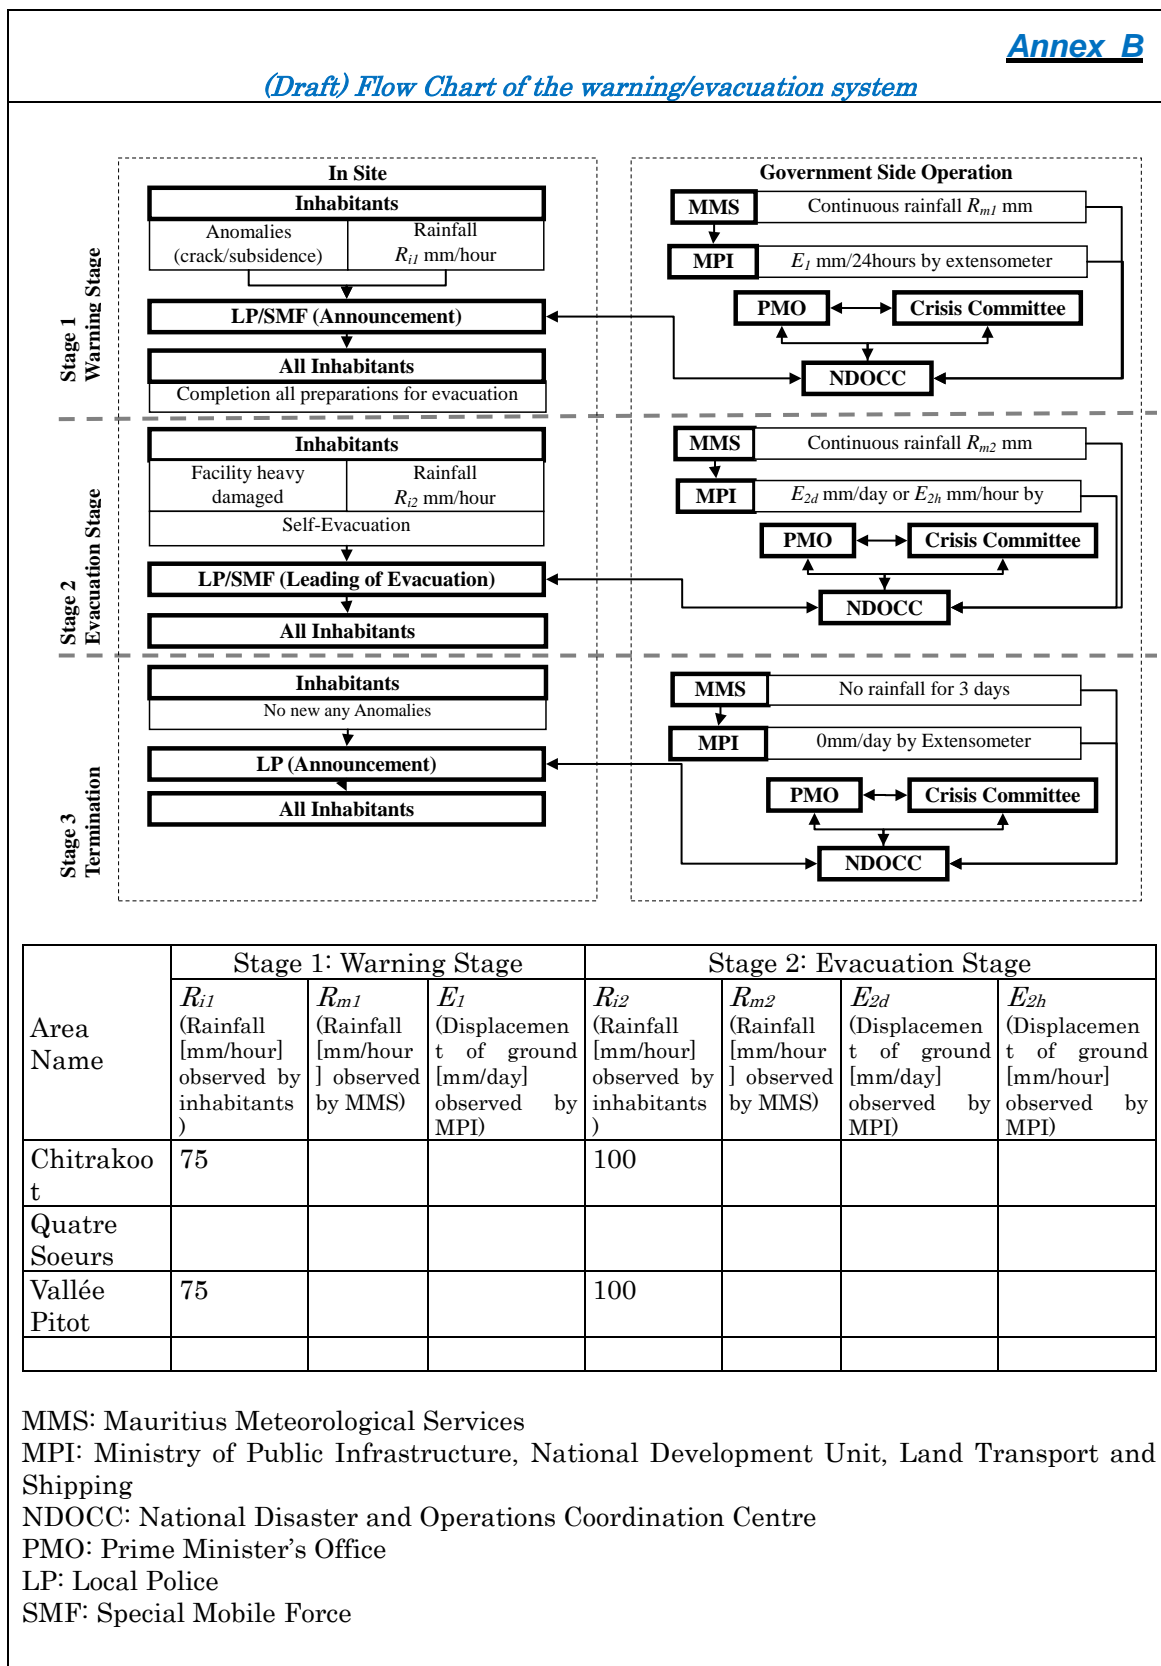 Annex B
(Draft) Flow Chart of the warning/evacuation system
Stage 1
Warning Stage
In Site
Inhabitants
Anomalies
(crack/subsidence)
Rainfall
Ri1 mm/hour
LP/SMF (Announcement)
All Inhabitants
Completion all preparations for evacuation
Government Side Operation
MMS
Continuous rainfall Rm1 mm
MPI
E1 mm/24hours by extensometer
PMO
Crisis Committee
NDOCC
Stage 2
Evacuation Stage
Inhabitants
Facility heavy
damaged
Rainfall
Ri2 mm/hour
Self-Evacuation
LP/SMF (Leading of Evacuation)
All Inhabitants
MMS
Continuous rainfall Rm2 mm
MPI
E2d mm/day or E2h mm/hour by
PMO
Crisis Committee
NDOCC
Stage 3
Termination
Inhabitants
No new any Anomalies
LP (Announcement)
All Inhabitants
MMS
No rainfall for 3 days
MPI
0mm/day by Extensometer
PMO
Crisis Committee
NDOCC
Area
Name
Stage 1: Warning Stage
Stage 2: Evacuation Stage
Ri1
(Rainfall
[mm/hour]
observed by
inhabitants
)
Rm1
(Rainfall
[mm/hour
] observed
by MMS)
E1
(Displacemen
t of ground
[mm/day]
observed by
MPI)
Ri2
(Rainfall
[mm/hour]
observed by
inhabitants
)
Rm2
(Rainfall
[mm/hour
] observed
by MMS)
E2d
(Displacemen
t of ground
[mm/day]
observed by
MPI)
E2h
(Displacemen
t of ground
[mm/hour]
observed by
MPI)
Chitrakoo
t
75
100
Quatre
Soeurs
Vallée
Pitot
75
100
MMS: Mauritius Meteorological Services
MPI: Ministry of Public Infrastructure, National Development Unit, Land Transport and
Shipping
NDOCC: National Disaster and Operations Coordination Centre
PMO: Prime Minister’s Office
LP: Local Police
SMF: Special Mobile Force